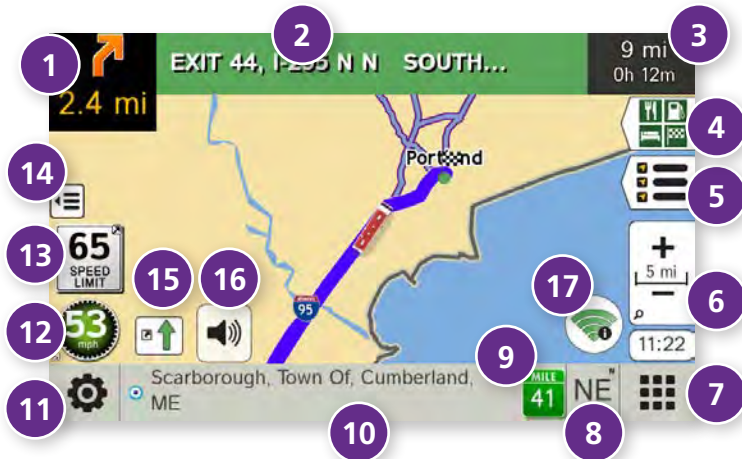 1
2
3
EXIT 44, I-295 N N SOUTH...
9 mi
0h 12m
2.4 mi
4
Portland
14
5
65
SPEED
LIMIT
13
15
16
17
+
5 mi
−
6
95
12
53
mph
11:22
9
Scarborough, Town Of, Cumberland,
ME
MILE
41
NE
N
11
10
8
7